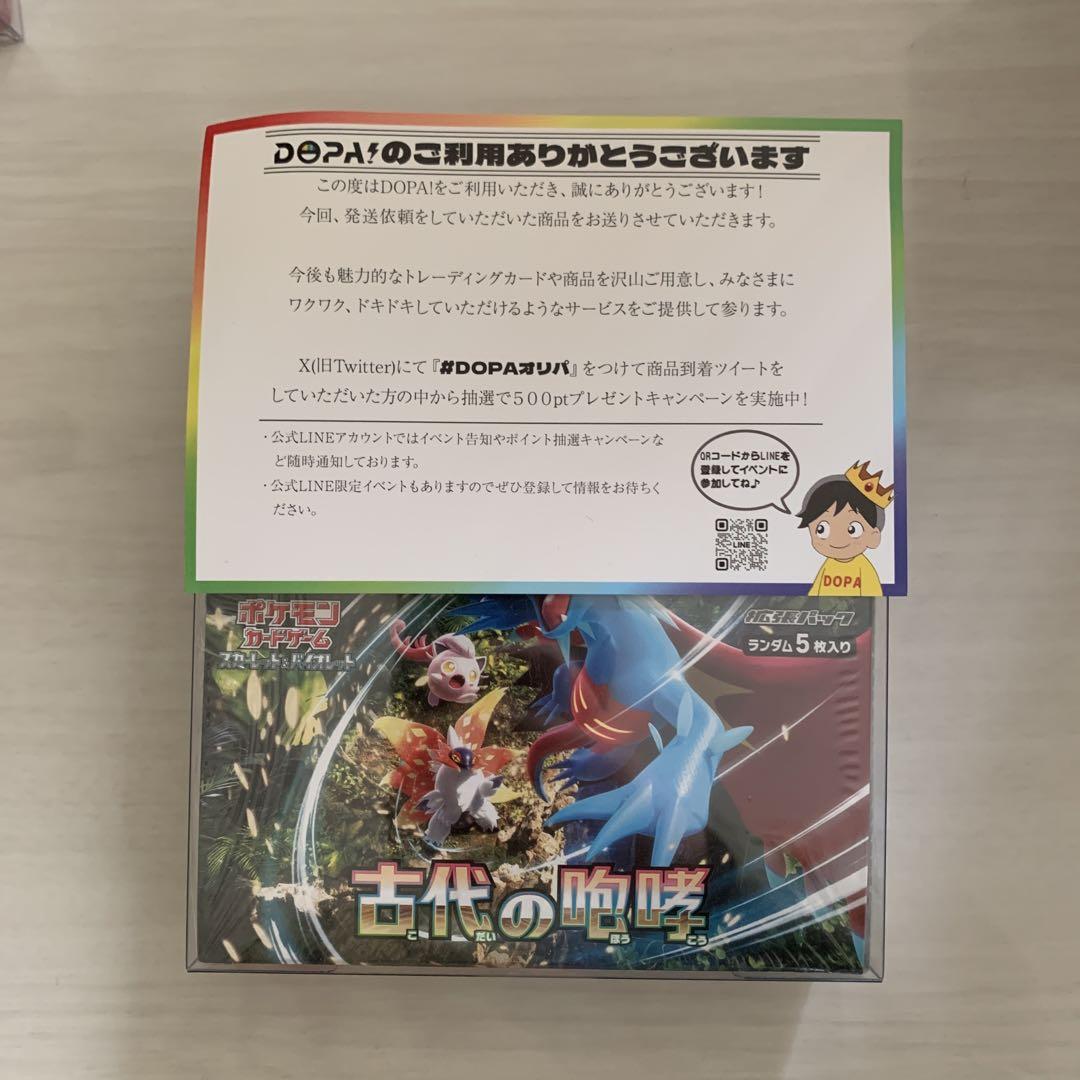 DOPA!のご利用ありがとうございます
この度はDOPA!をご利用いただき、誠にありがとうございます!
今回、発送依頼をしていただいた商品をお送りさせていただきます。
今後も魅力的なトレーディングカードや商品を沢山ご用意し、みなさまに
ワクワク、ドキドキしていただけるようなサービスをご提供して参ります。
X(旧Twitter)にて『#DOPAオリパ』をつけて商品到着ツイートを
していただいた方の中から抽選で500ptプレゼントキャンペーンを実施中!
・公式LINEアカウントではイベント告知やポイント抽選キャンペーンな
ど随時通知しております。
・公式LINE限定イベントもありますのでぜひ登録して情報をお待ちく
ださい。
QRコードからLINEを
登録してイベントに
参加してね♪
LINE
DOPA
ポケモン
カードゲーム
スカーレット&バイオレット
拡張パック
ランダム5枚入り
古代の咆哮
こ だい ほう こう